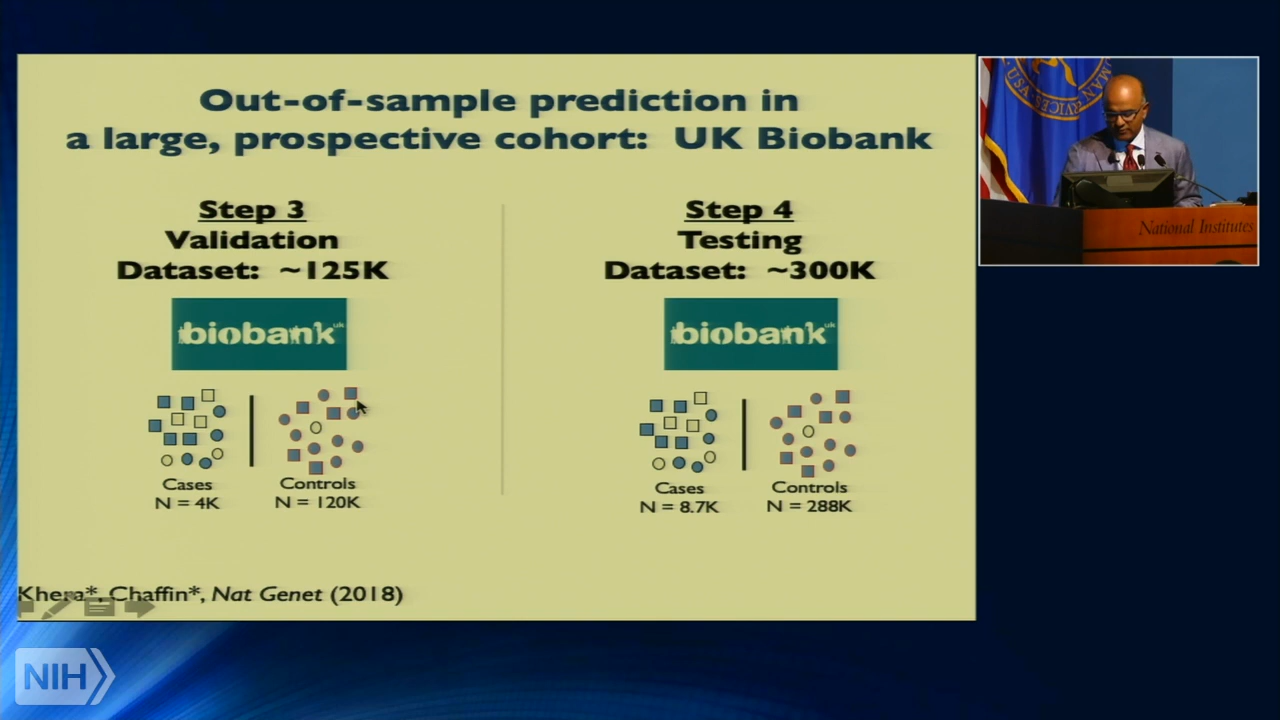 Out-of-sample prediction in
a large, prospective cohort: UK Biobank
Step 3
Validation
Dataset: ~125K
biobank uk
Cases
N = 4K
Controls
N = 120K
Step 4
Testing
Dataset: ~300K
biobank uk
Cases
N = 8.7K
Controls
N = 288K
Khera*, Chaffin*, Nat Genet (2018)
National Institutes
NIH